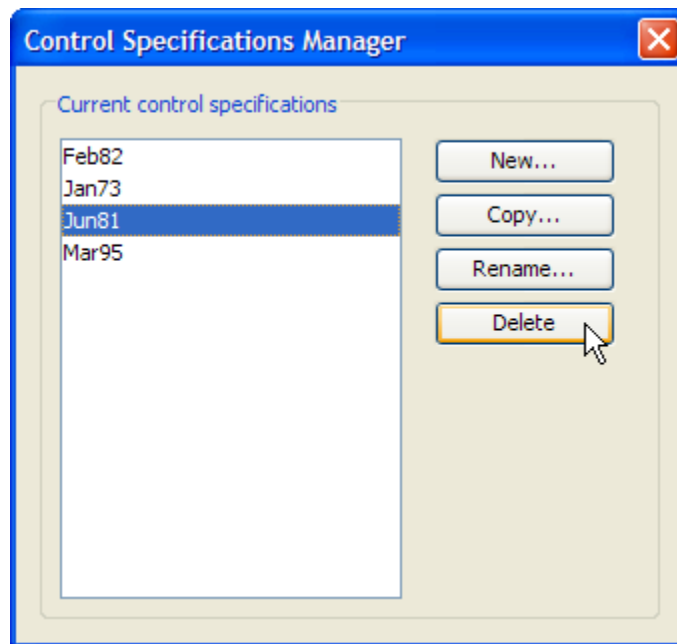 Control Specifications Manager
Current control specifications
Feb82
Jan73
Jun81
Mar95
New...
Copy...
Rename...
Delete